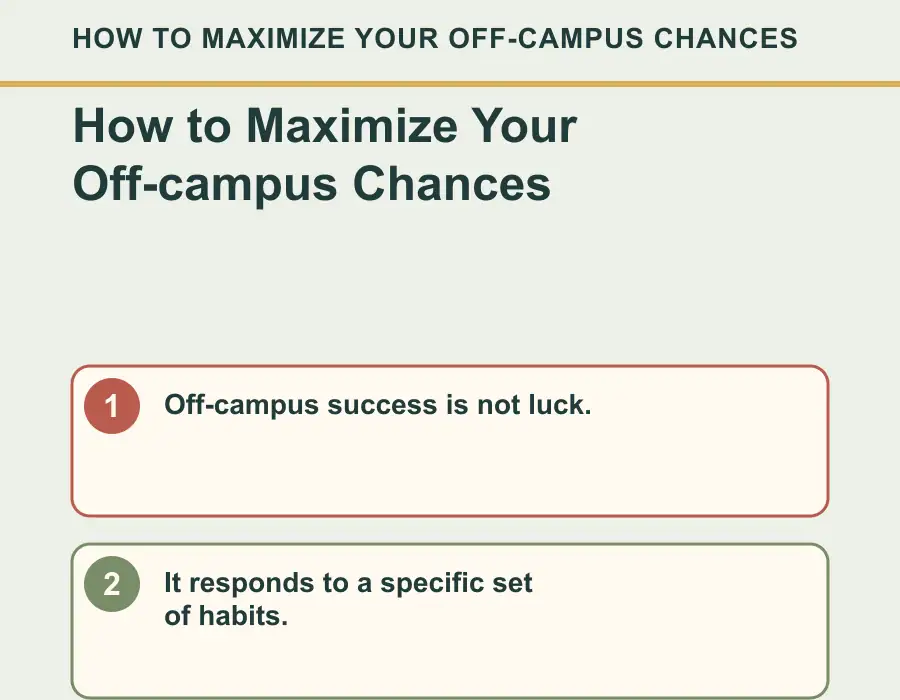 HOW TO MAXIMIZE YOUR OFF-CAMPUS CHANCES
How to Maximize Your
Off-campus Chances
1
Off-campus success is not luck.
2
It responds to a specific set
of habits.